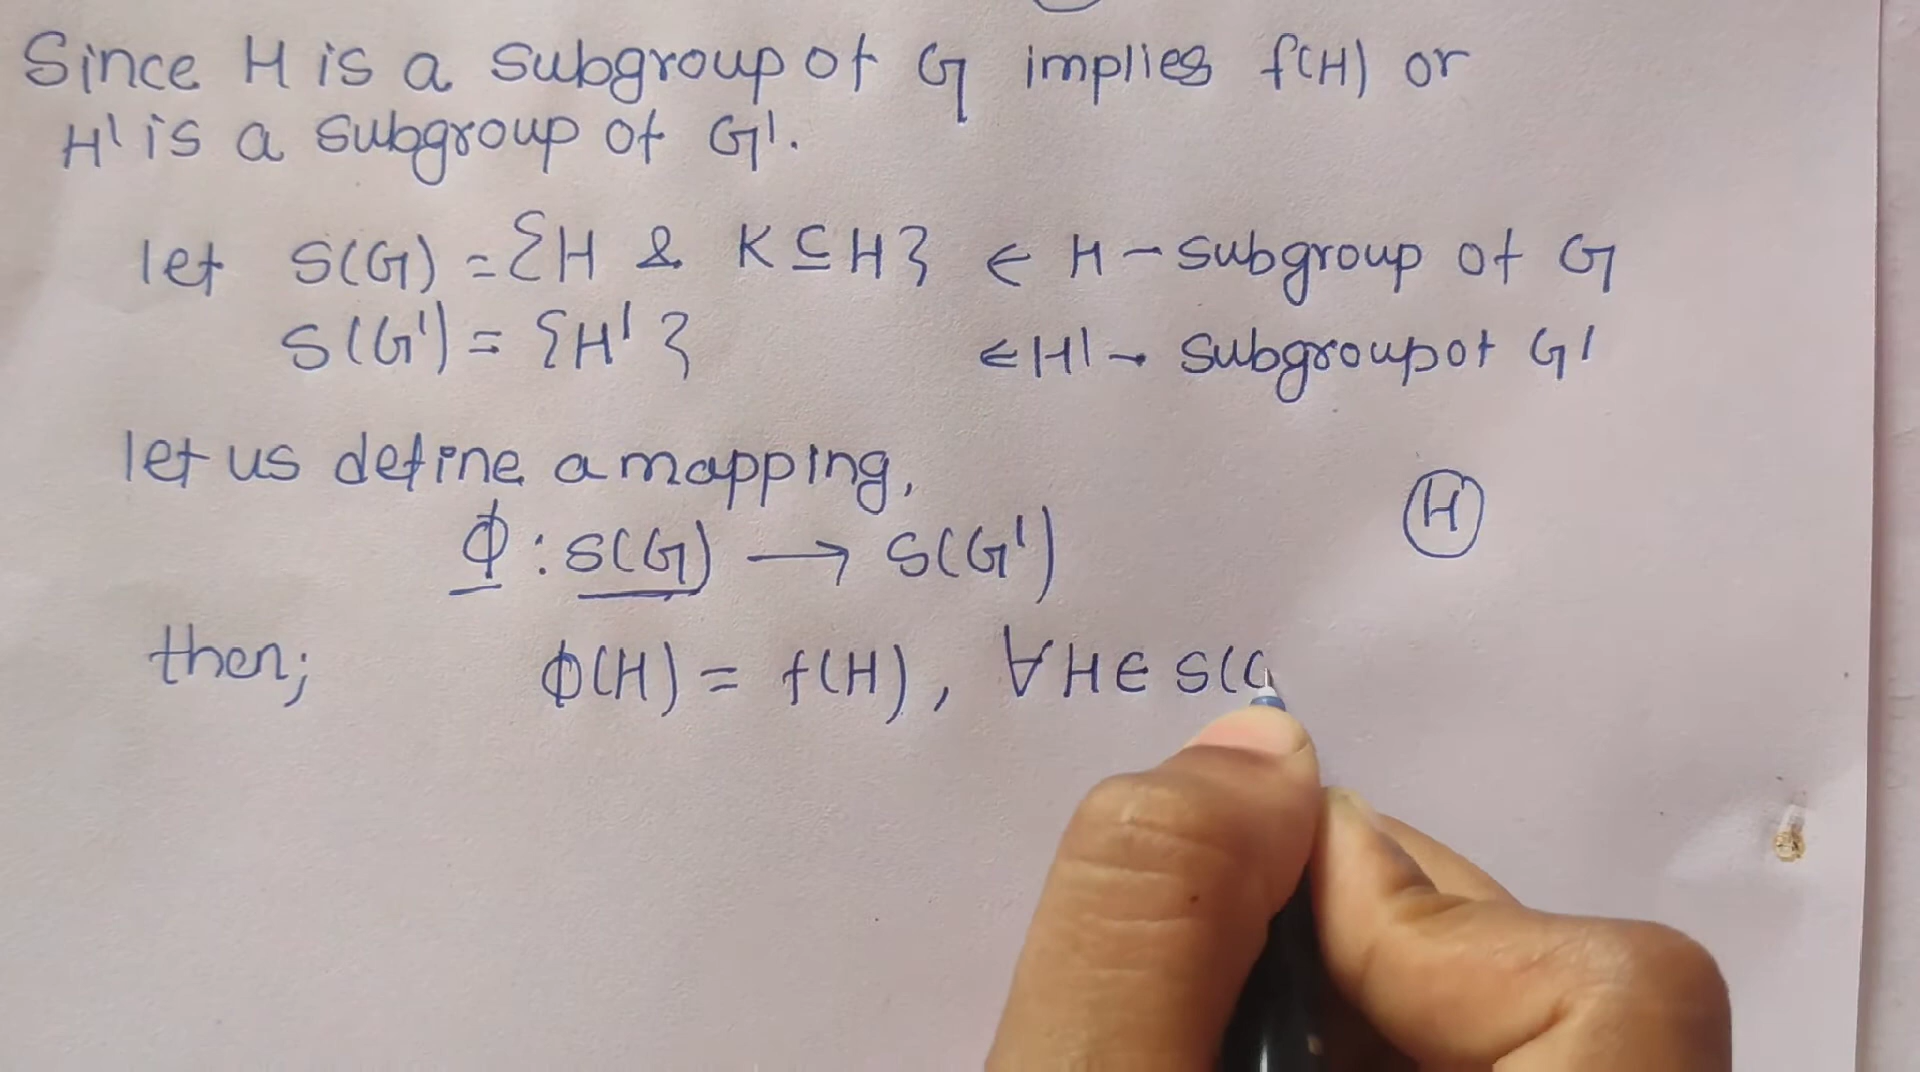 Since H is a subgroup of G implies f(H) or
H' is a subgroup of G'.
let S(G) = {H & K ⊆ H} ∈ H - subgroup of G
S(G') = {H'} ∈ H' - subgroup of G'
let us define a mapping,
Φ : S(G) → S(G')
H
then; Φ(H) = f(H), ∀ H ∈ S(G